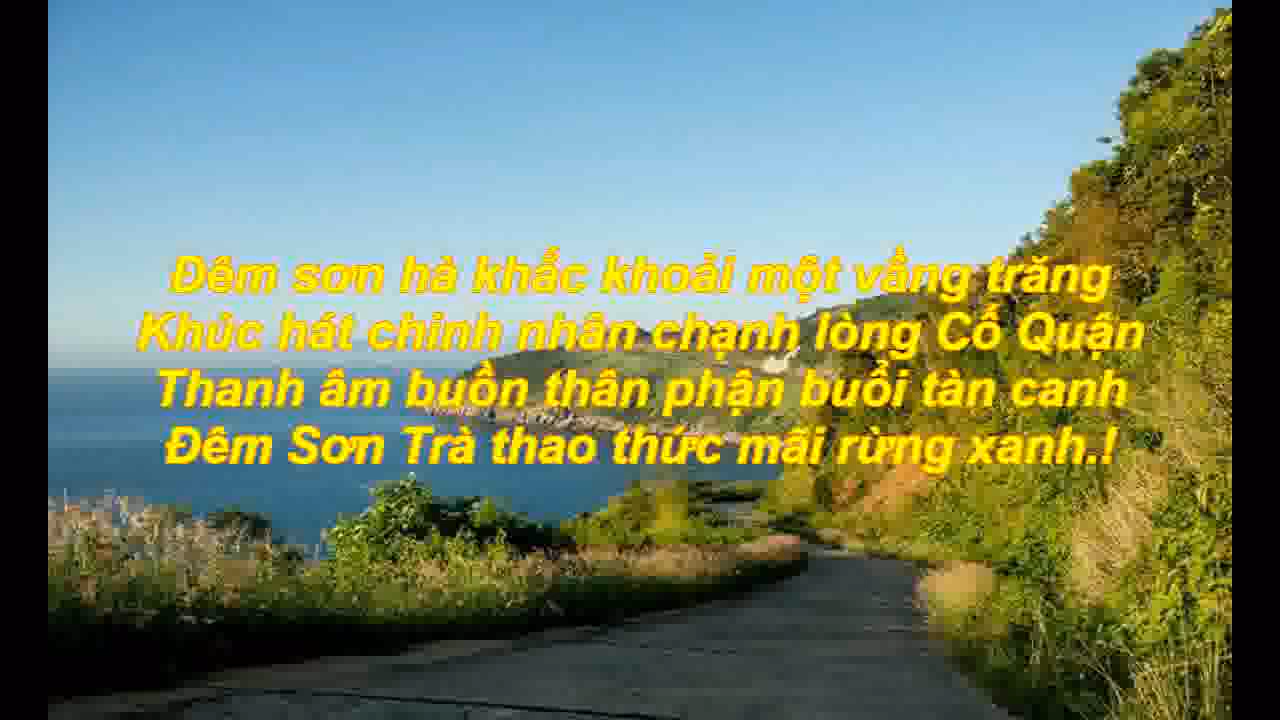 Đêm sơn hà khắc khoải một vầng trăng
Khúc hát chinh nhân chạnh lòng Cố Quận
Thanh âm buồn thân phận buổi tàn canh
Đêm Sơn Trà thao thức mãi rừng xanh.!